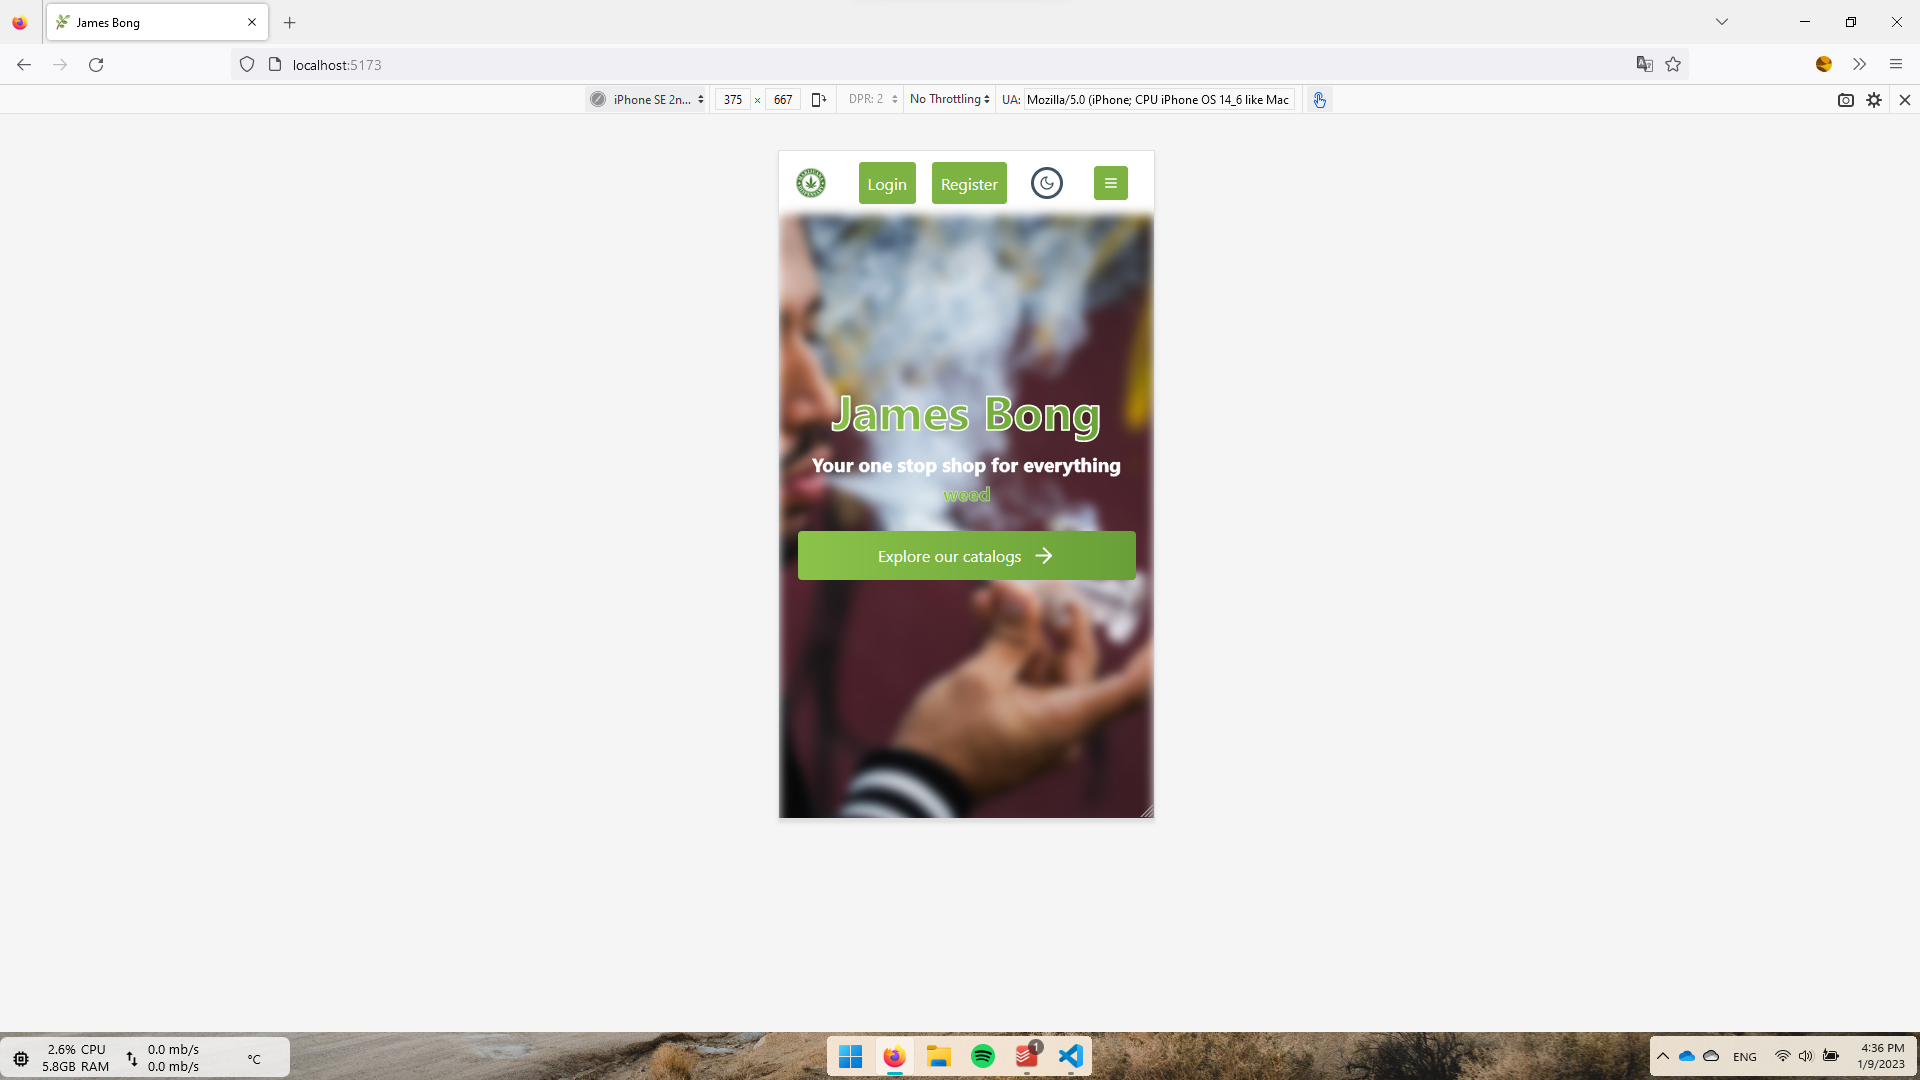 James Bong
localhost:5173
iPhone SE 2n... 375 × 667 DPR: 2 No Throttling UA: Mozilla/5.0 (iPhone; CPU iPhone OS 14_6 like Mac
Login Register
James Bong
Your one stop shop for everything
weed
Explore our catalogs
2.6% CPU 0.0 mb/s
5.8GB RAM 0.0 mb/s
°C
1
ENG
4:36 PM
1/9/2023